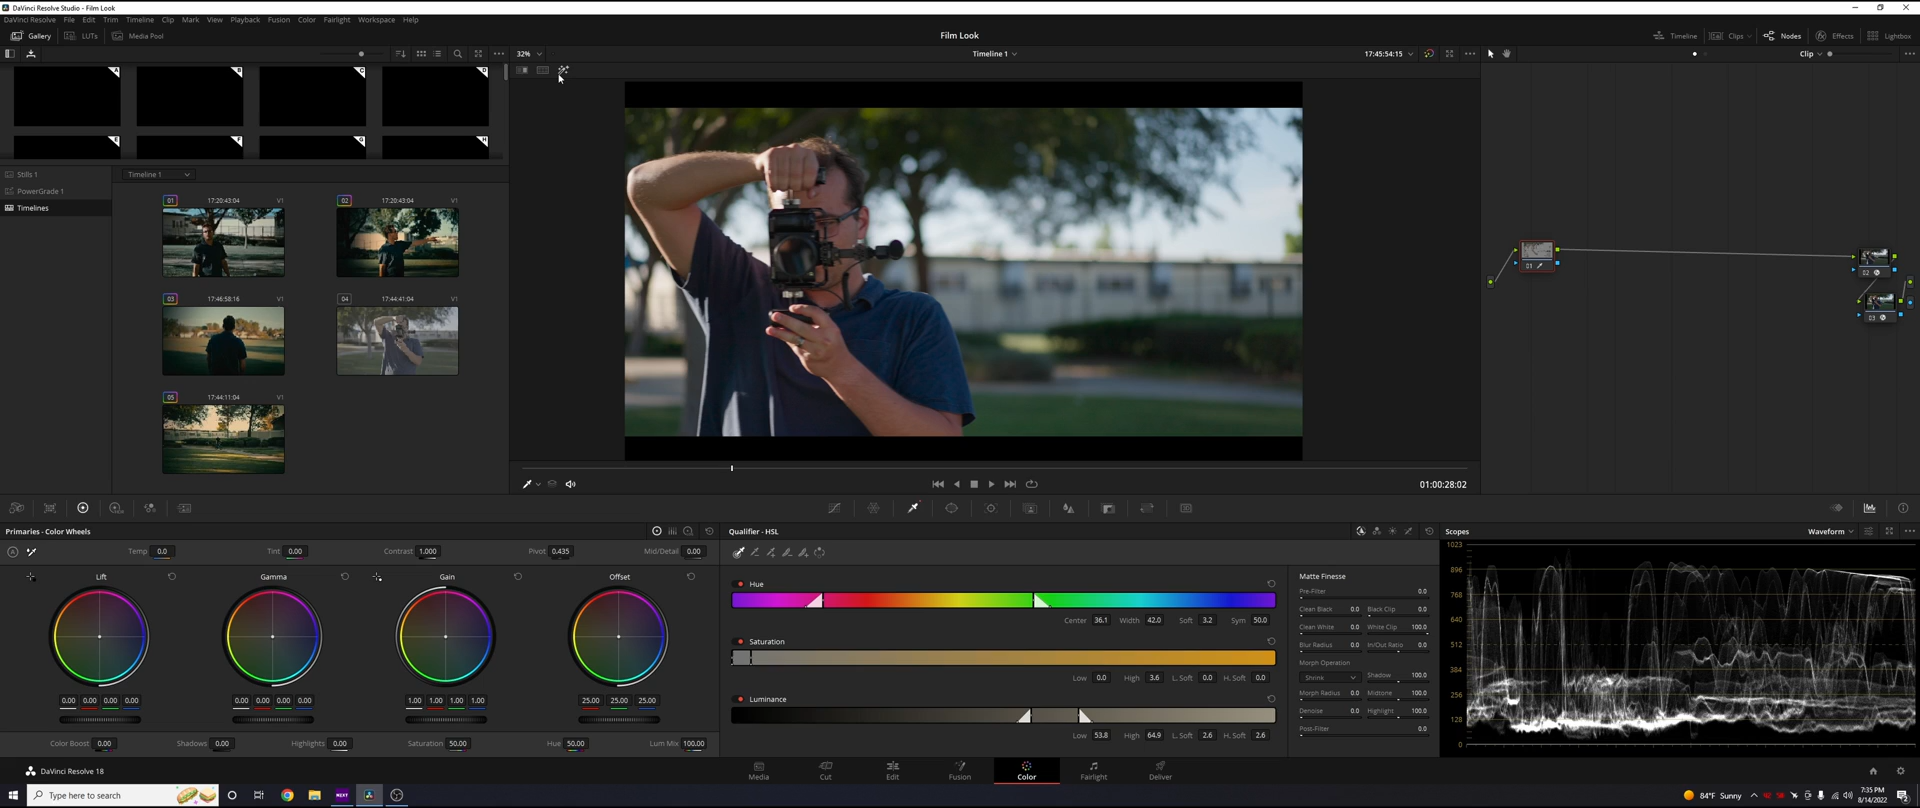 DaVinci Resolve Studio - Film Look
DaVinci Resolve File Edit Trim Timeline Clip Mark View Playback Fusion Color Fairlight Workspace Help
Gallery LUTs Media Pool Film Look Timeline Clips Nodes Effects Lightbox
32% Timeline 1 17:45:54:15 Clip
A B C D
E F G H
Stills 1
PowerGrade 1
Timelines
Timeline 1
01 17:20:43:04 V1 02 17:20:43:04 V1
03 17:46:58:16 V1 04 17:44:41:04 V1
05 17:44:11:04 V1
01
02
03
01:00:28:02
Primaries - Color Wheels
Temp 0.0 Tint 0.00 Contrast 1.000 Pivot 0.435 Mid/Detail 0.00
Lift Gamma Gain Offset
0.00 0.00 0.00 0.00 0.00 0.00 0.00 0.00 1.00 1.00 1.00 1.00 25.00 25.00 25.00
Color Boost 0.00 Shadows 0.00 Highlights 0.00 Saturation 50.00 Hue 50.00 Lum Mix 100.00
Qualifier - HSL
Hue
Center 36.1 Width 42.0 Soft 3.2 Sym 50.0
Saturation
Low 0.0 High 3.6 L. Soft 0.0 H. Soft 0.0
Luminance
Low 53.8 High 64.9 L. Soft 2.6 H. Soft 2.6
Matte Finesse
Pre-Filter 0.0
Clean Black 0.0 Black Clip 0.0
Clean White 0.0 White Clip 100.0
Blur Radius 0.0 In/Out Ratio 0.0
Morph Operation
Shrink Shadow 100.0
Morph Radius 0.0 Midtone 100.0
Denoise 0.0 Highlight 100.0
Post-Filter 0.0
Scopes Waveform
1023
896
768
640
512
384
256
128
0
DaVinci Resolve 18
Media Cut Edit Fusion Color Fairlight Deliver
Type here to search
NEXT
84°F Sunny
7:35 PM
8/14/2022
2